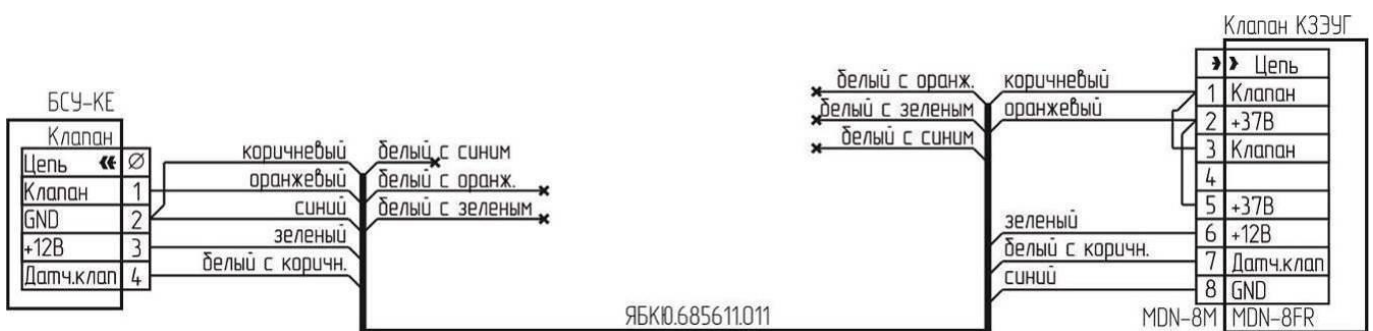 Клапан КЗЭУГ
Цепь
белый с оранж.
коричневый
1 Клапан
белый с зеленым
оранжевый
2 +37В
белый с синим
3 Клапан
4
5 +37В
зеленый
6 +12В
белый с коричн.
7 Датч.клап
синий
8 GND
MDN-8M MDN-8FR
БСУ-КЕ
Клапан
Цепь Ø
коричневый
белый с синим
Клапан 1
оранжевый
белый с оранж.
GND 2
синий
белый с зеленым
+12В 3
зеленый
Датч.клап 4
белый с коричн.
ЯБКЮ.685611.011